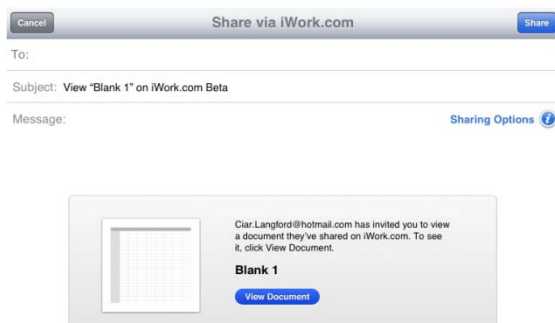 Cancel Share via iWork.com Share
To:
Subject: View “Blank 1” on iWork.com Beta
Message: Sharing Options i
Ciar.Langford@hotmail.com has invited you to view
a document they've shared on iWork.com. To see
it, click View Document.
Blank 1
View Document